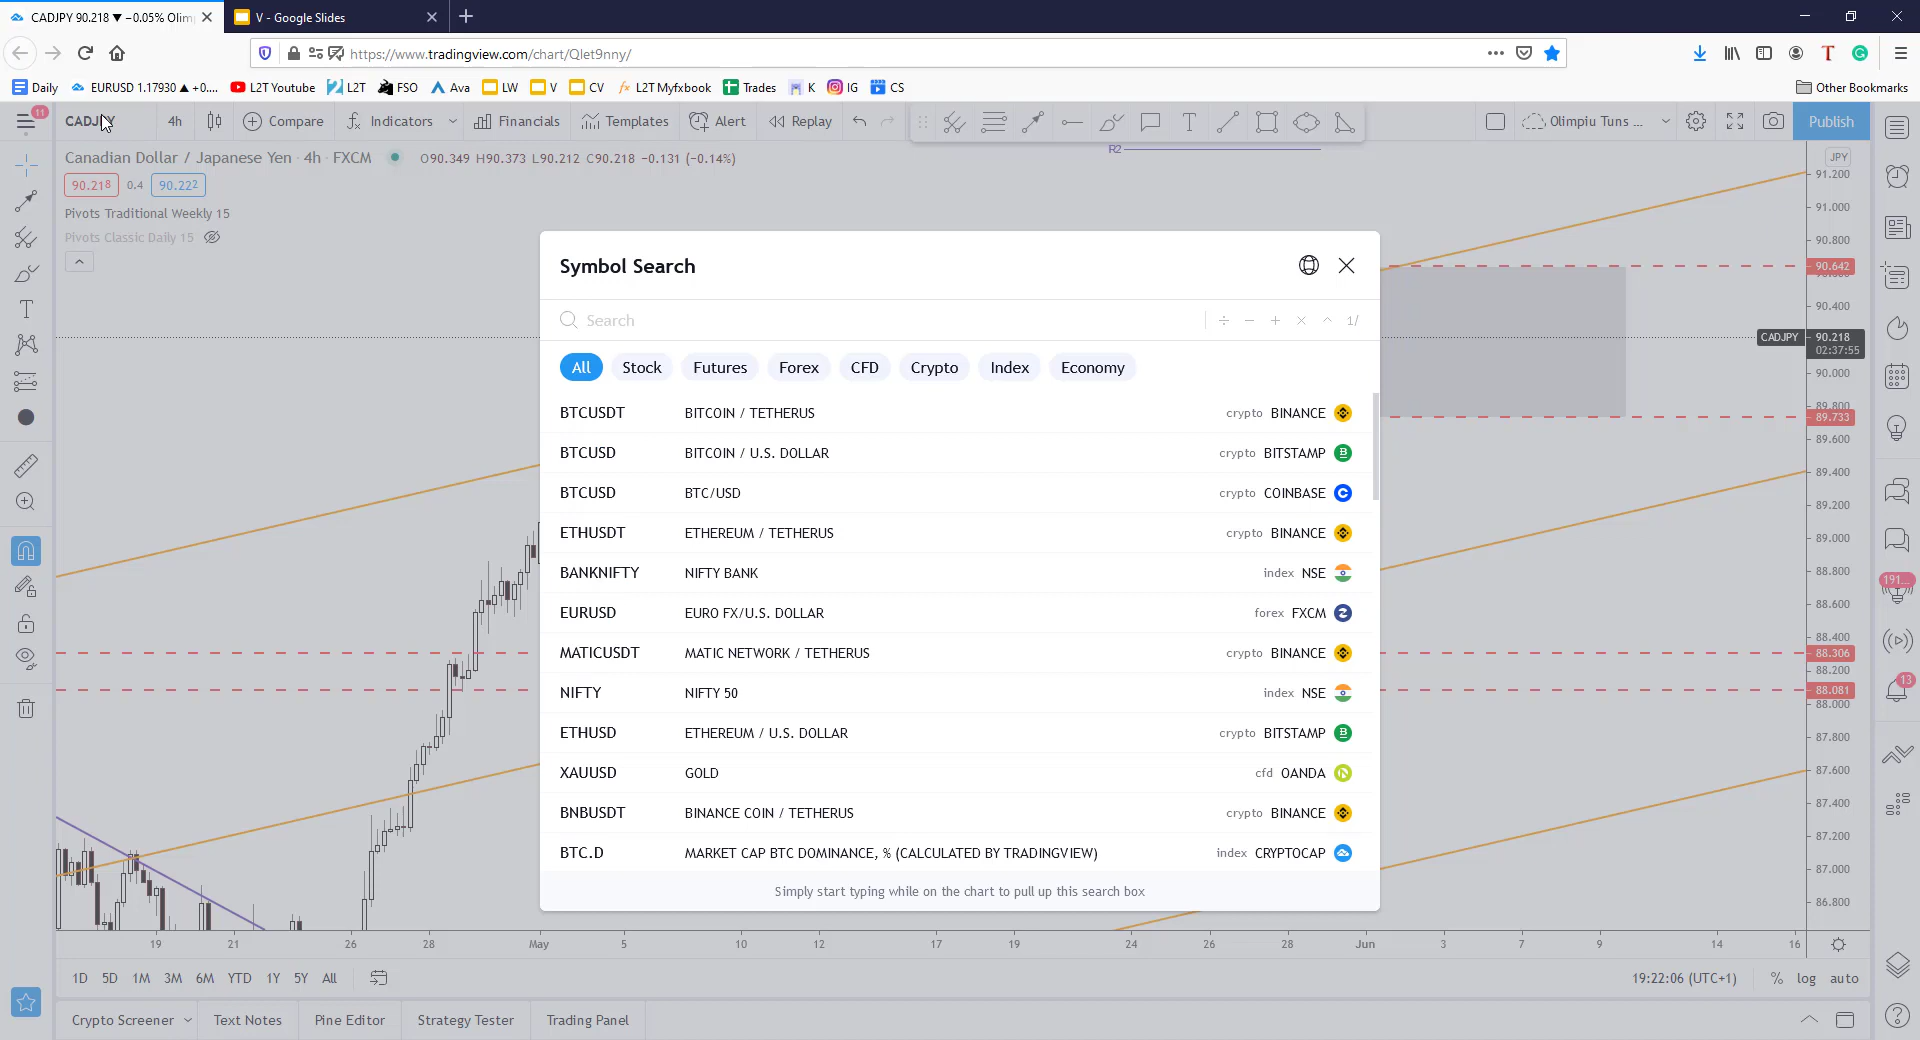 CADJPY 90.218 ▼ −0.05% Olim
V - Google Slides
https://www.tradingview.com/chart/Qlet9nny/
Daily
EURUSD 1.17930 ▲ +0....
L2T Youtube
L2T
FSO
Ava
LW
V
CV
L2T Myfxbook
Trades
K
IG
CS
Other Bookmarks
11
CADJPY
4h
Compare
Indicators
Financials
Templates
Alert
Replay
Olimpiu Tuns ...
Publish
Canadian Dollar / Japanese Yen · 4h · FXCM
O90.349 H90.373 L90.212 C90.218 −0.131 (−0.14%)
R2
JPY
90.218
0.4
90.222
Pivots Traditional Weekly 15
Pivots Classic Daily 15
91.200
91.000
90.800
90.642
90.400
CADJPY
90.218
02:37:55
90.000
89.800
89.733
89.600
89.400
89.200
89.000
88.800
88.600
88.400
88.306
88.200
88.081
88.000
87.800
87.600
87.400
87.200
87.000
86.800
191...
13
Symbol Search
Search
÷ − + × ^ 1/
All
Stock
Futures
Forex
CFD
Crypto
Index
Economy
BTCUSDT BITCOIN / TETHERUS crypto BINANCE
BTCUSD BITCOIN / U.S. DOLLAR crypto BITSTAMP
BTCUSD BTC/USD crypto COINBASE
ETHUSDT ETHEREUM / TETHERUS crypto BINANCE
BANKNIFTY NIFTY BANK index NSE
EURUSD EURO FX/U.S. DOLLAR forex FXCM
MATICUSDT MATIC NETWORK / TETHERUS crypto BINANCE
NIFTY NIFTY 50 index NSE
ETHUSD ETHEREUM / U.S. DOLLAR crypto BITSTAMP
XAUUSD GOLD cfd OANDA
BNBUSDT BINANCE COIN / TETHERUS crypto BINANCE
BTC.D MARKET CAP BTC DOMINANCE, % (CALCULATED BY TRADINGVIEW) index CRYPTOCAP
Simply start typing while on the chart to pull up this search box
19 21 26 28 May 5 10 12 17 19 24 26 28 Jun 3 7 9 14 16
1D 5D 1M 3M 6M YTD 1Y 5Y All
19:22:06 (UTC+1)
% log auto
Crypto Screener
Text Notes
Pine Editor
Strategy Tester
Trading Panel